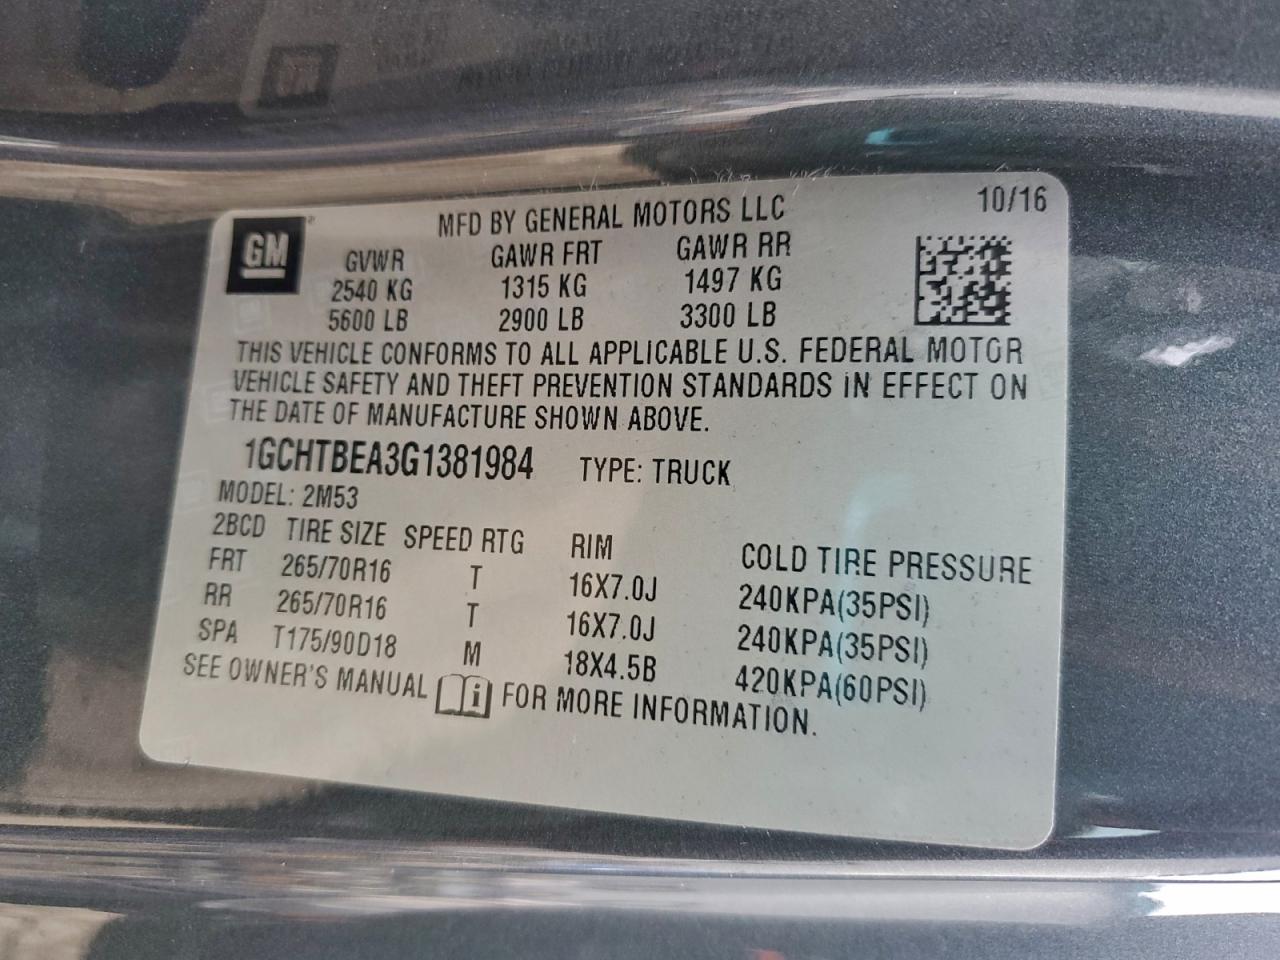 MFD BY GENERAL MOTORS LLC 10/16
GM
GVWR GAWR FRT GAWR RR
2540 KG 1315 KG 1497 KG
5600 LB 2900 LB 3300 LB
THIS VEHICLE CONFORMS TO ALL APPLICABLE U.S. FEDERAL MOTOR
VEHICLE SAFETY AND THEFT PREVENTION STANDARDS IN EFFECT ON
THE DATE OF MANUFACTURE SHOWN ABOVE.
1GCHTBEA3G1381984 TYPE: TRUCK
MODEL: 2M53
2BCD TIRE SIZE SPEED RTG RIM COLD TIRE PRESSURE
FRT 265/70R16 T 16X7.0J 240KPA(35PSI)
RR 265/70R16 T 16X7.0J 240KPA(35PSI)
SPA T175/90D18 M 18X4.5B 420KPA(60PSI)
SEE OWNER'S MANUAL i FOR MORE INFORMATION.